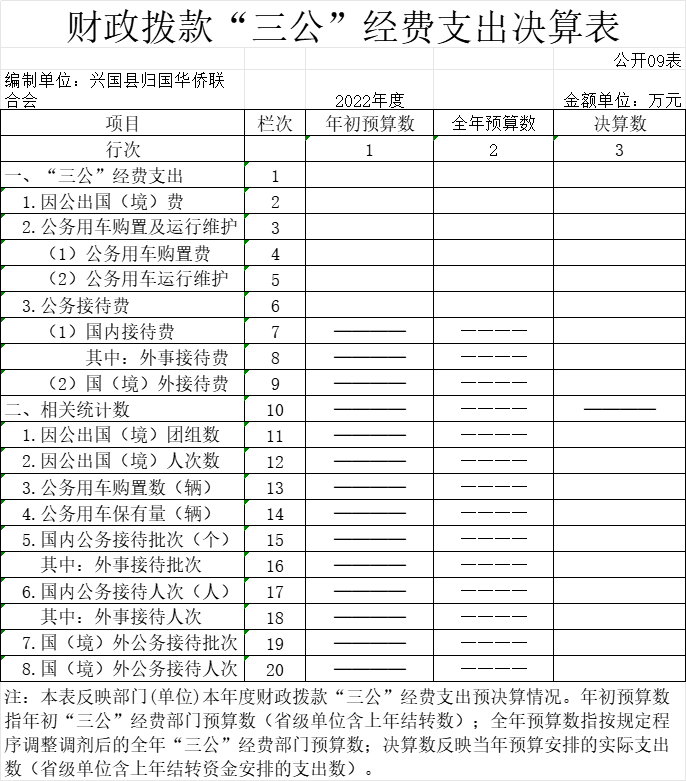 财政拨款“三公”经费支出决算表
公开09表
编制单位：兴国县归国华侨联
合会 2022年度 金额单位：万元
项目 栏次 年初预算数 全年预算数 决算数
行次 1 2 3
一、“三公”经费支出 1
1.因公出国（境）费 2
2.公务用车购置及运行维护 3
（1）公务用车购置费 4
（2）公务用车运行维护 5
3.公务接待费 6
（1）国内接待费 7 ———— ————
其中：外事接待费 8 ———— ————
（2）国（境）外接待费 9 ———— ————
二、相关统计数 10 ———— ———— ————
1.因公出国（境）团组数 11 ———— ————
2.因公出国（境）人次数 12 ———— ————
3.公务用车购置数（辆） 13 ———— ————
4.公务用车保有量（辆） 14 ———— ————
5.国内公务接待批次（个） 15 ———— ————
其中：外事接待批次 16 ———— ————
6.国内公务接待人次（人） 17 ———— ————
其中：外事接待人次 18 ———— ————
7.国（境）外公务接待批次 19 ———— ————
8.国（境）外公务接待人次 20 ———— ————
注：本表反映部门(单位)本年度财政拨款“三公”经费支出预决算情况。年初预算数
指年初“三公”经费部门预算数（省级单位含上年结转数）；全年预算数指按规定程
序调整调剂后的全年“三公”经费部门预算数；决算数反映当年预算安排的实际支出
数（省级单位含上年结转资金安排的支出数）。